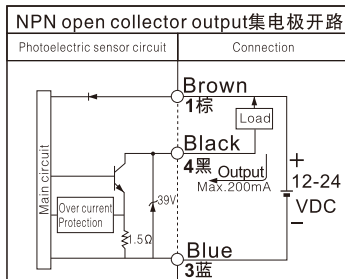 NPN open collector output集电极开路
Photoelectric sensor circuit
Connection
Brown
1棕
Load
Black
4黑
Output
Max.200mA
Main circuit
Over current
Protection
39V
1.5Ω
+
12-24
VDC
−
Blue
3蓝